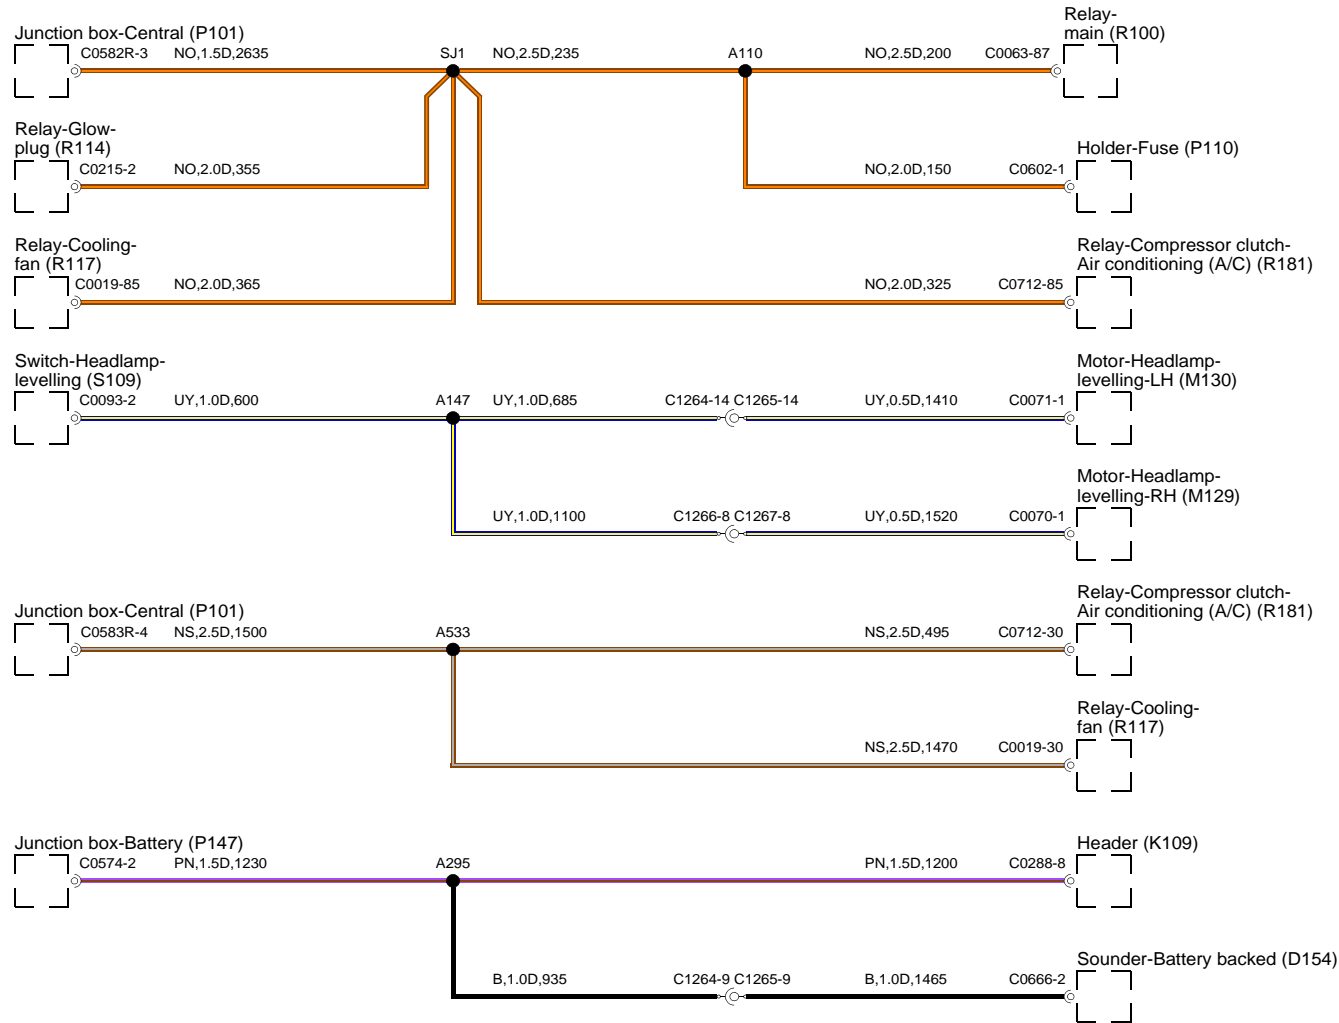 Junction box-Central (P101)
C0582R-3 NO,1.5D,2635 SJ1 NO,2.5D,235 A110 NO,2.5D,200 C0063-87
Relay-
main (R100)
Relay-Glow-
plug (R114)
C0215-2 NO,2.0D,355
Holder-Fuse (P110)
NO,2.0D,150 C0602-1
Relay-Cooling-
fan (R117)
C0019-85 NO,2.0D,365
Relay-Compressor clutch-
Air conditioning (A/C) (R181)
NO,2.0D,325 C0712-85
Switch-Headlamp-
levelling (S109)
C0093-2 UY,1.0D,600 A147 UY,1.0D,685 C1264-14 C1265-14 UY,0.5D,1410 C0071-1
Motor-Headlamp-
levelling-LH (M130)
Motor-Headlamp-
levelling-RH (M129)
UY,1.0D,1100 C1266-8 C1267-8 UY,0.5D,1520 C0070-1
Junction box-Central (P101)
C0583R-4 NS,2.5D,1500 A533 NS,2.5D,495 C0712-30
Relay-Compressor clutch-
Air conditioning (A/C) (R181)
Relay-Cooling-
fan (R117)
NS,2.5D,1470 C0019-30
Junction box-Battery (P147)
C0574-2 PN,1.5D,1230 A295 PN,1.5D,1200 C0288-8
Header (K109)
Sounder-Battery backed (D154)
B,1.0D,935 C1264-9 C1265-9 B,1.0D,1465 C0666-2